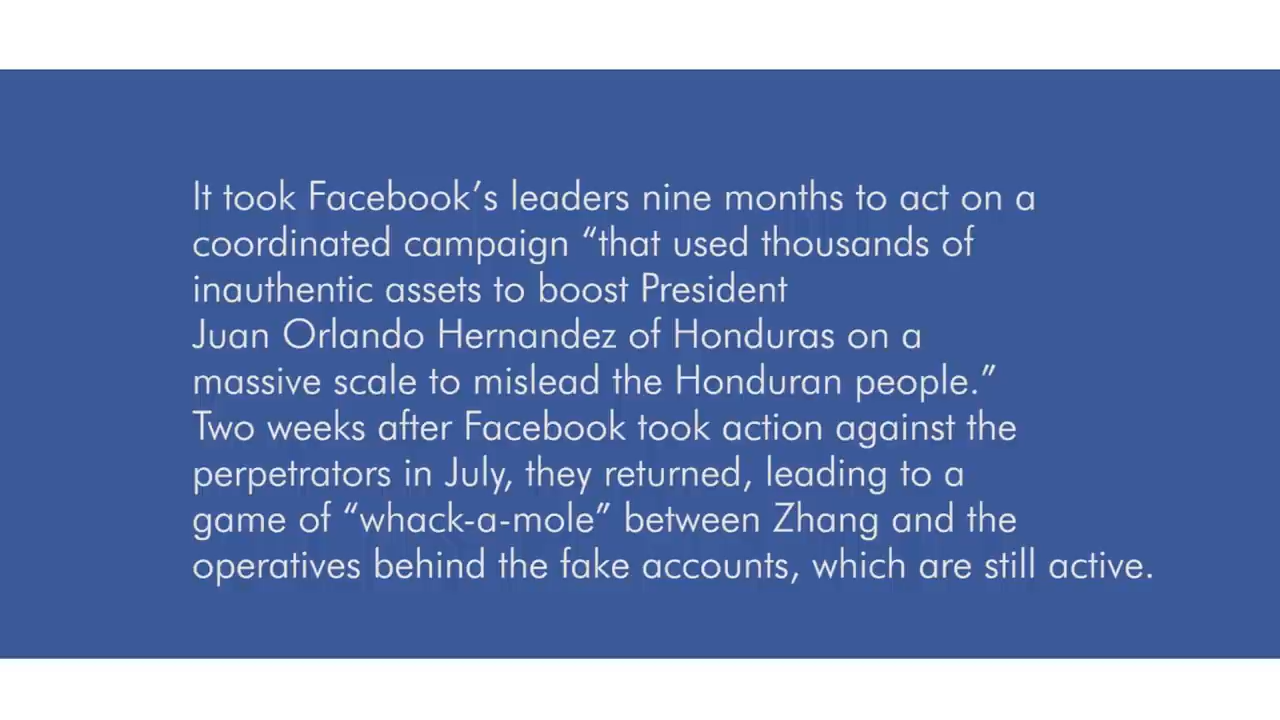 It took Facebook’s leaders nine months to act on a
coordinated campaign “that used thousands of
inauthentic assets to boost President
Juan Orlando Hernandez of Honduras on a
massive scale to mislead the Honduran people.”
Two weeks after Facebook took action against the
perpetrators in July, they returned, leading to a
game of “whack-a-mole” between Zhang and the
operatives behind the fake accounts, which are still active.